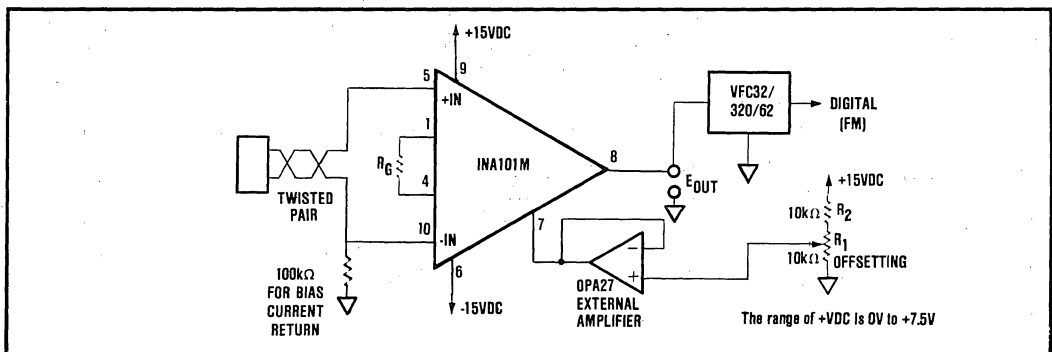 +15VDC
9
5
+IN
1
RG
4
INA101M
8
10
-IN
6
-15VDC
7
TWISTED
PAIR
100kΩ
FOR BIAS
CURRENT
RETURN
VFC32/
320/62
DIGITAL
(FM)
EOUT
+15VDC
10kΩ R2
R1
10kΩ OFFSETTING
-
+
OPA27
EXTERNAL
AMPLIFIER
The range of +VDC is 0V to +7.5V